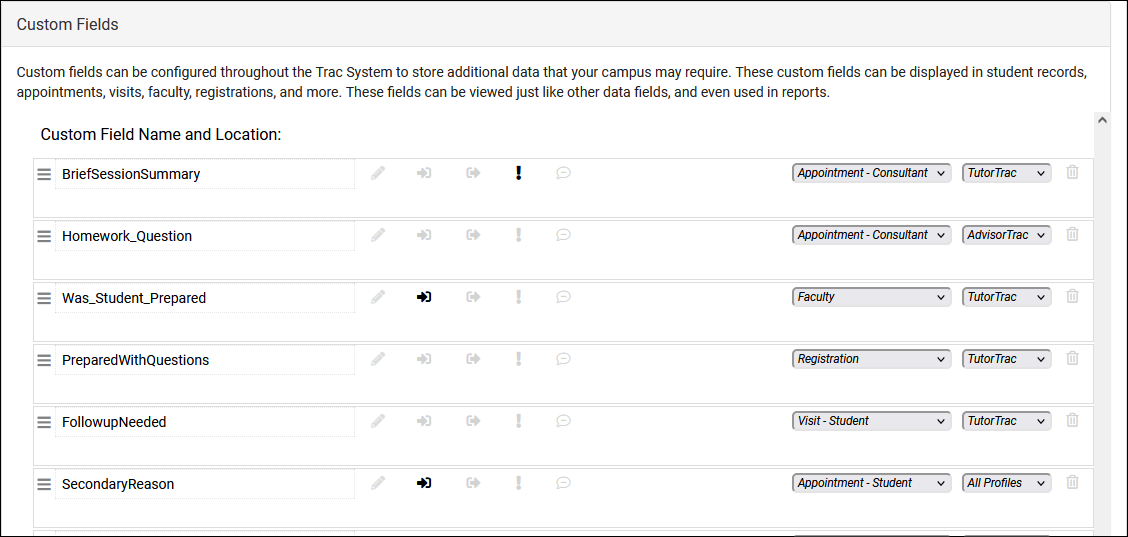 Custom Fields
Custom fields can be configured throughout the Trac System to store additional data that your campus may require. These custom fields can be displayed in student records,
appointments, visits, faculty, registrations, and more. These fields can be viewed just like other data fields, and even used in reports.
Custom Field Name and Location:
BriefSessionSummary Appointment - Consultant TutorTrac
Homework_Question Appointment - Consultant AdvisorTrac
Was_Student_Prepared Faculty TutorTrac
PreparedWithQuestions Registration TutorTrac
FollowupNeeded Visit - Student TutorTrac
SecondaryReason Appointment - Student All Profiles